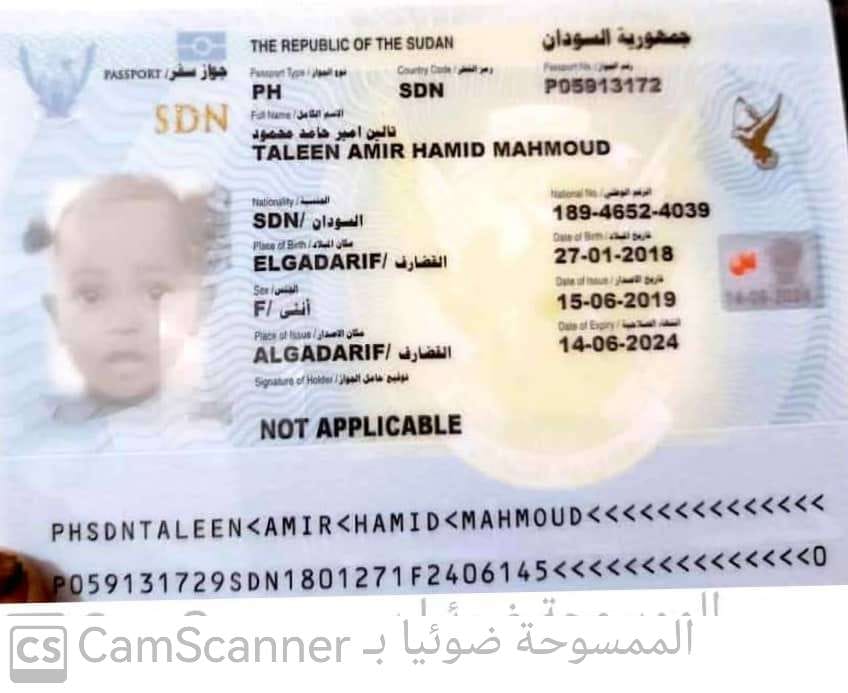 THE REPUBLIC OF THE SUDAN جمهورية السودان
PASSPORT / جواز سفر
Passport Type / نوع الجواز Country Code / رمز القطر Passport No. / رقم الجواز
PH SDN P05913172
SDN
Full Name / الاسم الكامل
تالين امير حامد محمود
TALEEN AMIR HAMID MAHMOUD
Nationality / الجنسية National No. / الرقم الوطني
SDN/ السودان 189-4652-4039
Place of Birth / مكان الميلاد Date of Birth / تاريخ الميلاد
ELGADARIF/ القضارف 27-01-2018
Sex / الجنس Date of Issue / تاريخ الاصدار
F/ أنثى 15-06-2019
Place of Issue / مكان الاصدار Date of Expiry / انتهاء الصلاحية
ALGADARIF/ القضارف 14-06-2024
Signature of Holder / توقيع حامل الجواز
NOT APPLICABLE
14-06-2024
PHSDNTALEEN<AMIR<HAMID<MAHMOUD<<<<<<<<<<<<<<
P059131729SDN1801271F2406145<<<<<<<<<<<<<<<0
CS CamScanner الممسوحة ضوئيا بـ